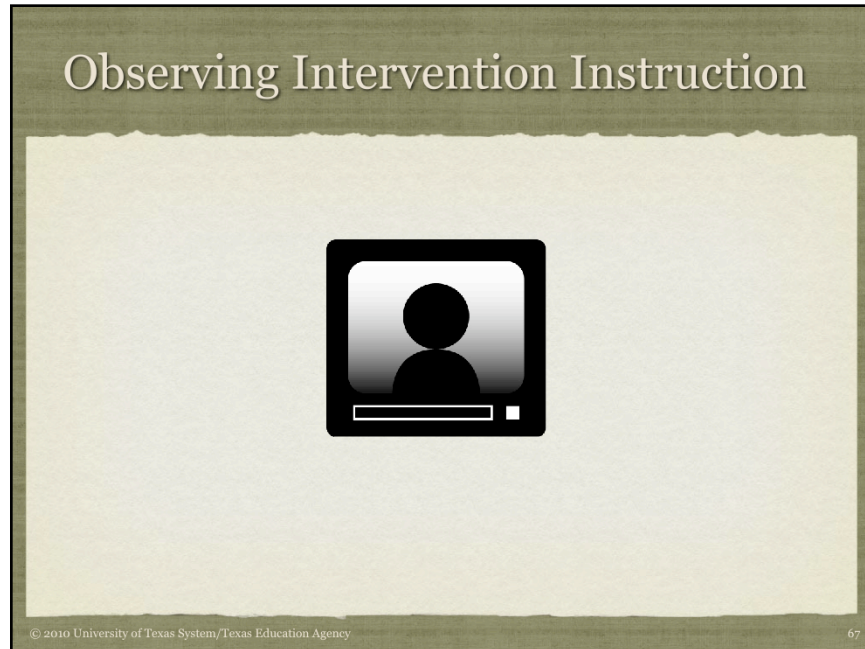 Observing Intervention Instruction
© 2010 University of Texas System/Texas Education Agency
67